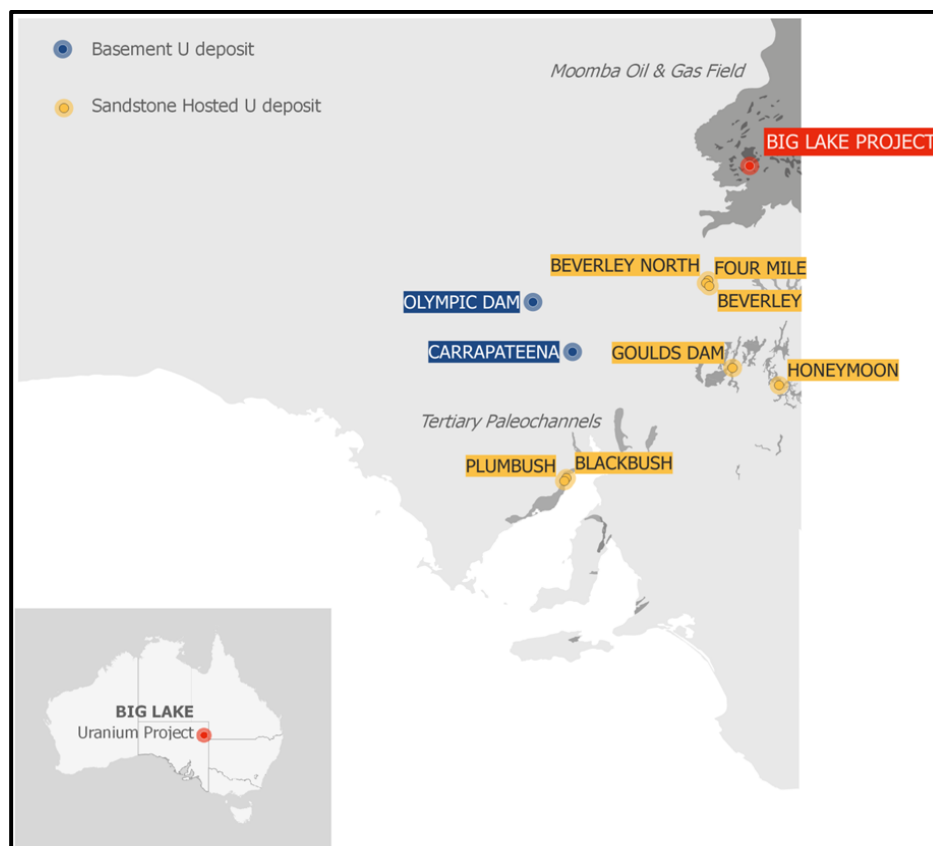 Basement U deposit
Sandstone Hosted U deposit
Moomba Oil & Gas Field
BIG LAKE PROJECT
BEVERLEY NORTH
FOUR MILE
BEVERLEY
OLYMPIC DAM
CARRAPATEENA
GOULDS DAM
HONEYMOON
Tertiary Paleochannels
PLUMBUSH
BLACKBUSH
BIG LAKE
Uranium Project